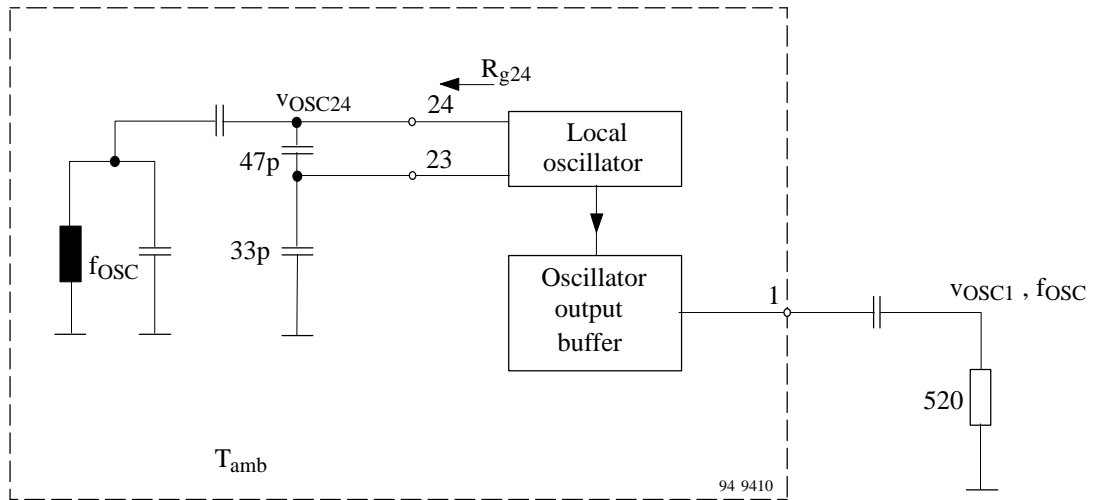 R_g24
v_OSC24
24
Local
oscillator
47p
23
33p
f_OSC
Oscillator
output
buffer
1
v_OSC1 , f_OSC
520
T_amb
94 9410